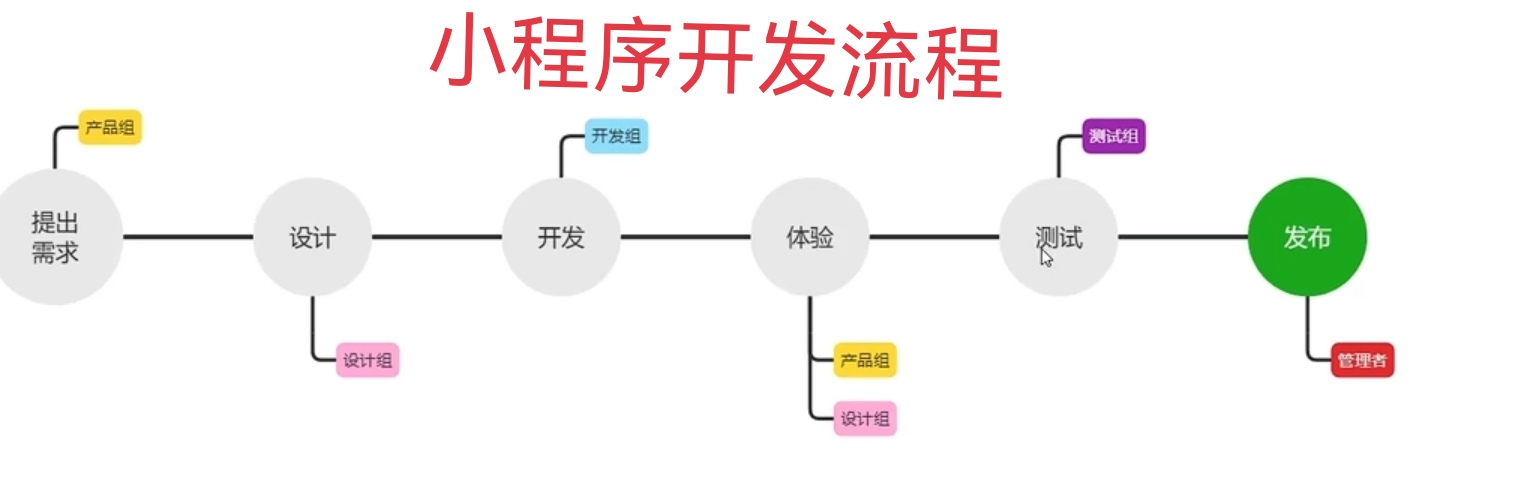 小程序开发流程
产品组
开发组
测试组
提出
需求
设计
开发
体验
测试
发布
设计组
产品组
管理者
设计组